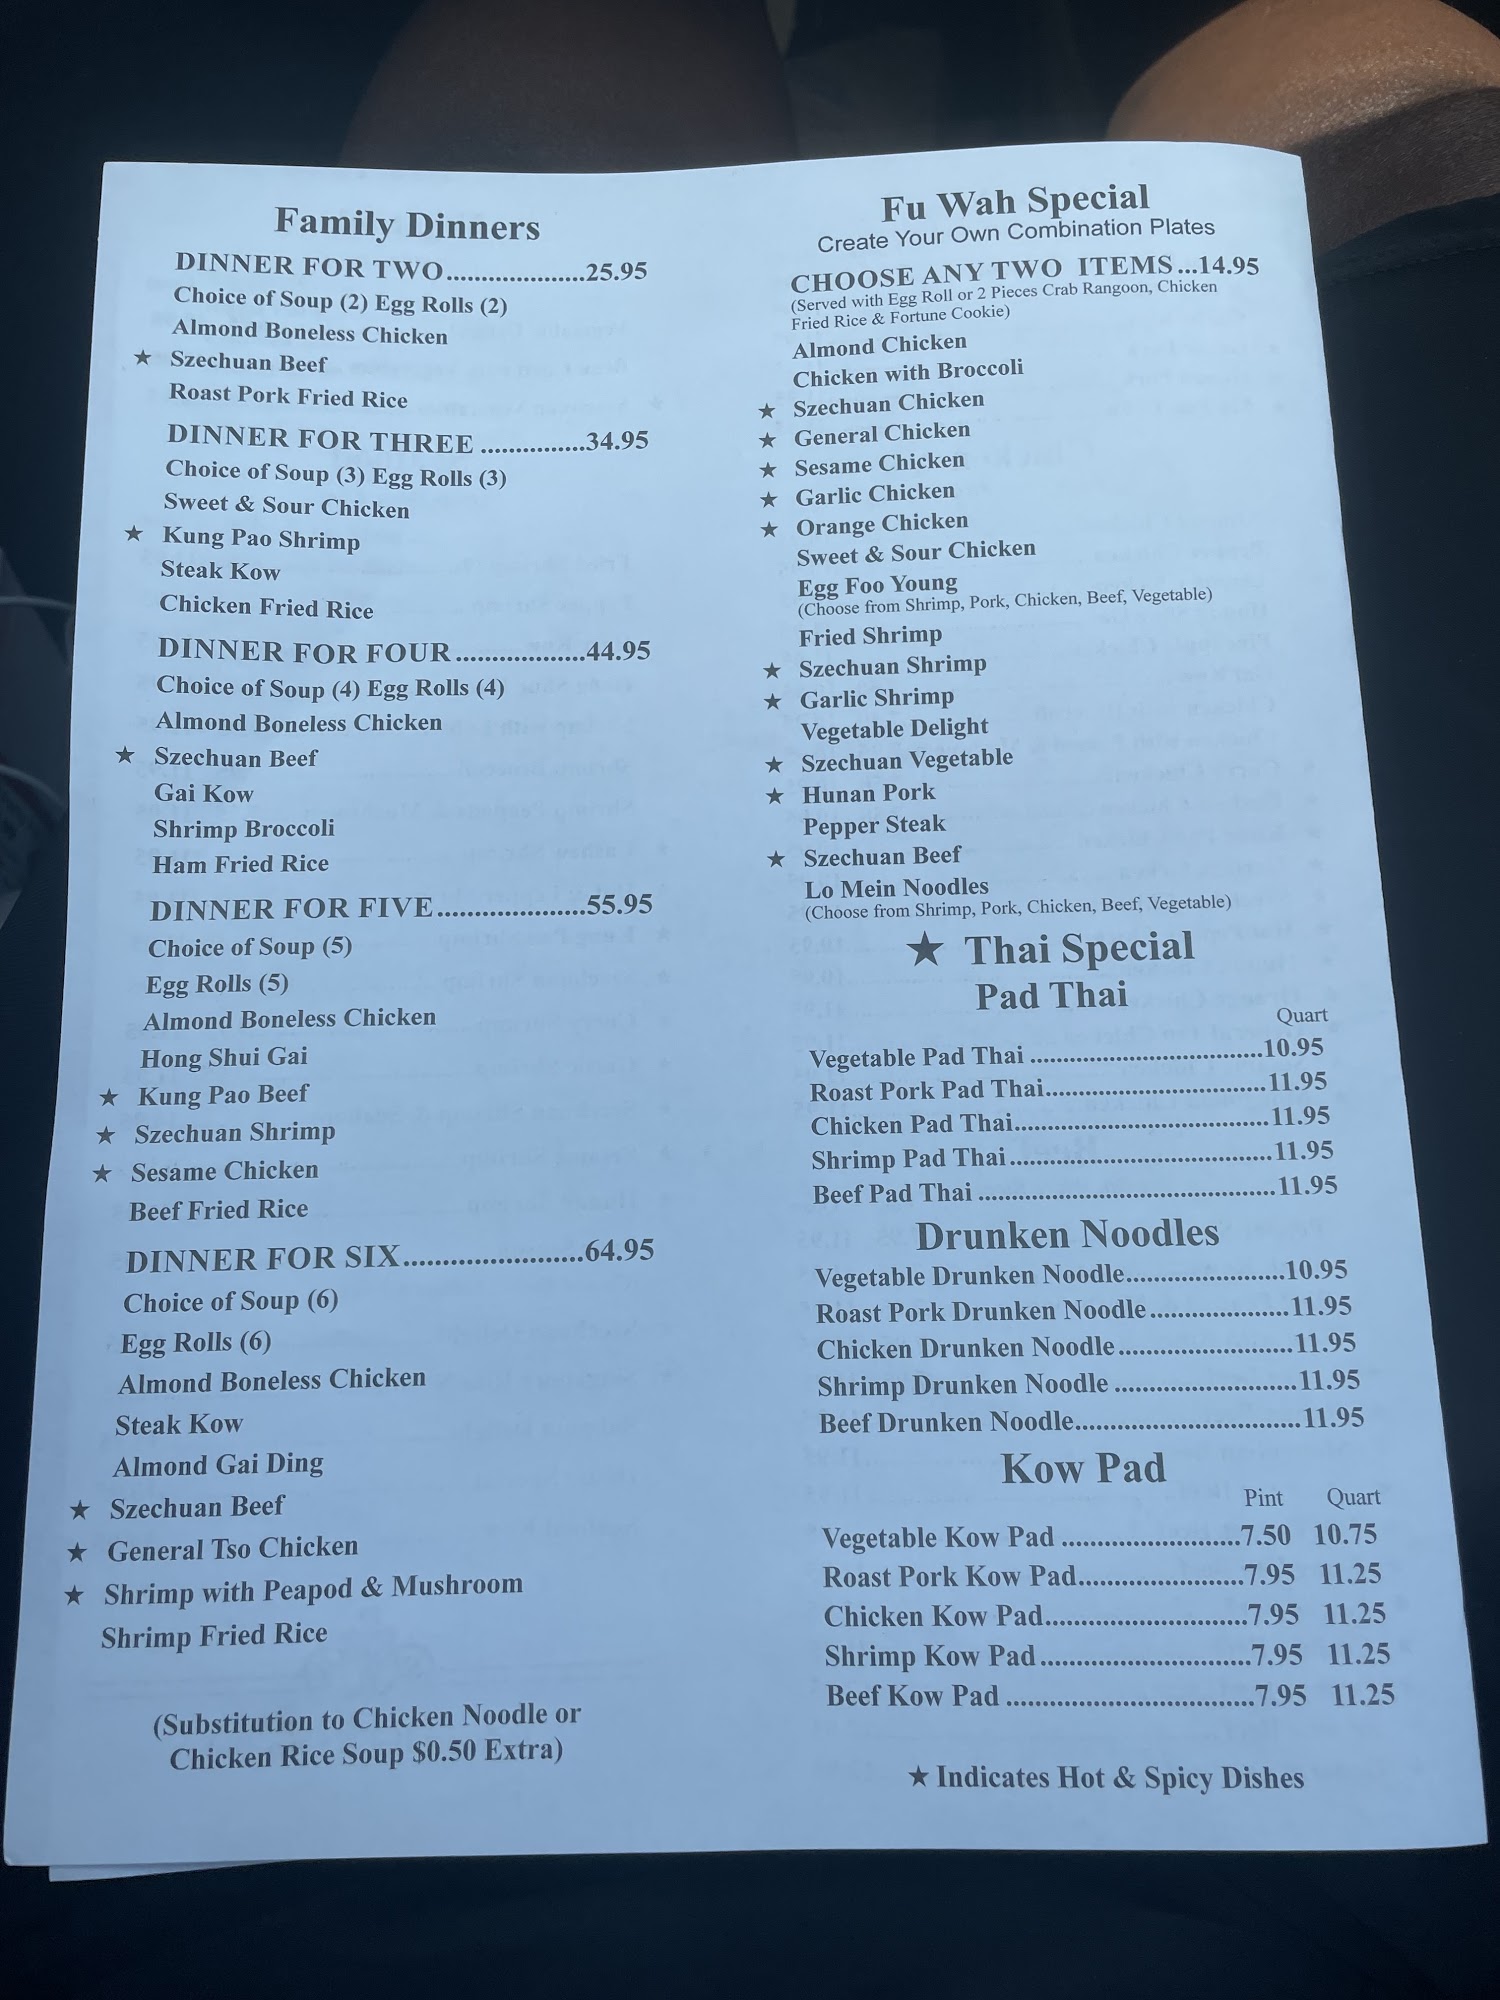 Family Dinners
DINNER FOR TWO....................25.95
Choice of Soup (2) Egg Rolls (2)
Almond Boneless Chicken
★ Szechuan Beef
Roast Pork Fried Rice
DINNER FOR THREE ...............34.95
Choice of Soup (3) Egg Rolls (3)
Sweet & Sour Chicken
★ Kung Pao Shrimp
Steak Kow
Chicken Fried Rice
DINNER FOR FOUR...................44.95
Choice of Soup (4) Egg Rolls (4)
Almond Boneless Chicken
★ Szechuan Beef
Gai Kow
Shrimp Broccoli
Ham Fried Rice
DINNER FOR FIVE......................55.95
Choice of Soup (5)
Egg Rolls (5)
Almond Boneless Chicken
Hong Shui Gai
★ Kung Pao Beef
★ Szechuan Shrimp
★ Sesame Chicken
Beef Fried Rice
DINNER FOR SIX..........................64.95
Choice of Soup (6)
Egg Rolls (6)
Almond Boneless Chicken
Steak Kow
Almond Gai Ding
★ Szechuan Beef
★ General Tso Chicken
★ Shrimp with Peapod & Mushroom
Shrimp Fried Rice
(Substitution to Chicken Noodle or
Chicken Rice Soup $0.50 Extra)
Fu Wah Special
Create Your Own Combination Plates
CHOOSE ANY TWO ITEMS...14.95
(Served with Egg Roll or 2 Pieces Crab Rangoon, Chicken
Fried Rice & Fortune Cookie)
Almond Chicken
Chicken with Broccoli
★ Szechuan Chicken
★ General Chicken
★ Sesame Chicken
★ Garlic Chicken
★ Orange Chicken
Sweet & Sour Chicken
Egg Foo Young
(Choose from Shrimp, Pork, Chicken, Beef, Vegetable)
Fried Shrimp
★ Szechuan Shrimp
★ Garlic Shrimp
Vegetable Delight
★ Szechuan Vegetable
★ Hunan Pork
Pepper Steak
★ Szechuan Beef
Lo Mein Noodles
(Choose from Shrimp, Pork, Chicken, Beef, Vegetable)
★ Thai Special
Pad Thai
Quart
Vegetable Pad Thai ..................................10.95
Roast Pork Pad Thai................................11.95
Chicken Pad Thai.....................................11.95
Shrimp Pad Thai......................................11.95
Beef Pad Thai ...........................................11.95
Drunken Noodles
Vegetable Drunken Noodle.......................10.95
Roast Pork Drunken Noodle....................11.95
Chicken Drunken Noodle.........................11.95
Shrimp Drunken Noodle ..........................11.95
Beef Drunken Noodle................................11.95
Kow Pad
Pint Quart
Vegetable Kow Pad ..........................7.50 10.75
Roast Pork Kow Pad........................7.95 11.25
Chicken Kow Pad.............................7.95 11.25
Shrimp Kow Pad..............................7.95 11.25
Beef Kow Pad ...................................7.95 11.25
★ Indicates Hot & Spicy Dishes